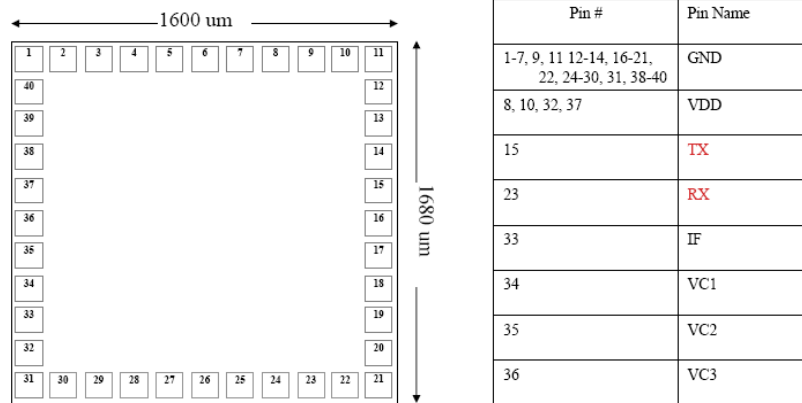 1600 um
1 2 3 4 5 6 7 8 9 10 11
40 12
39 13
38 14
37 15
36 16
35 17
34 18
33 19
32 20
31 30 29 28 27 26 25 24 23 22 21
1680 um
Pin # Pin Name
1-7, 9, 11 12-14, 16-21, GND
22, 24-30, 31, 38-40
8, 10, 32, 37 VDD
15 TX
23 RX
33 IF
34 VC1
35 VC2
36 VC3